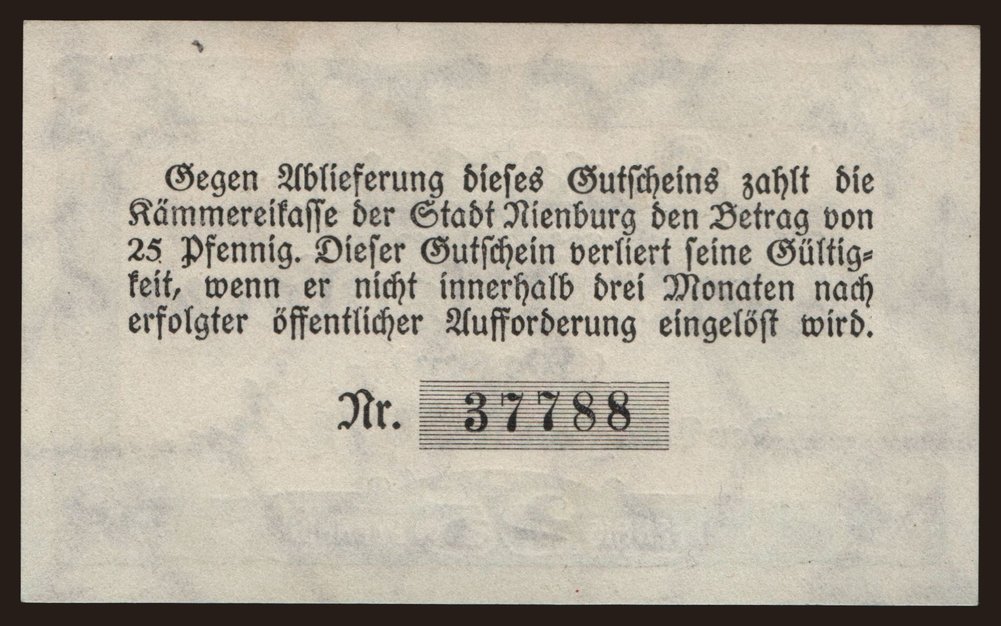 Gegen Ablieferung dieses Gutscheins zahlt die
Kämmereikasse der Stadt Nienburg den Betrag von
25 Pfennig. Dieser Gutschein verliert seine Gültig-
keit, wenn er nicht innerhalb drei Monaten nach
erfolgter öffentlicher Aufforderung eingelöst wird.
Nr. 37788